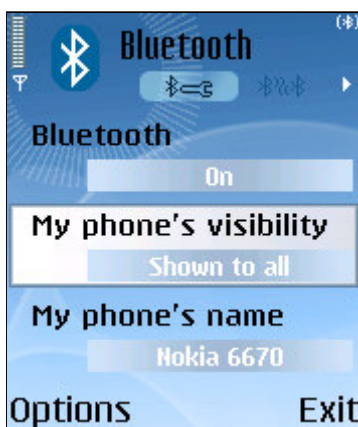 Bluetooth
Bluetooth
On
My phone's visibility
Shown to all
My phone's name
Nokia 6670
Options Exit